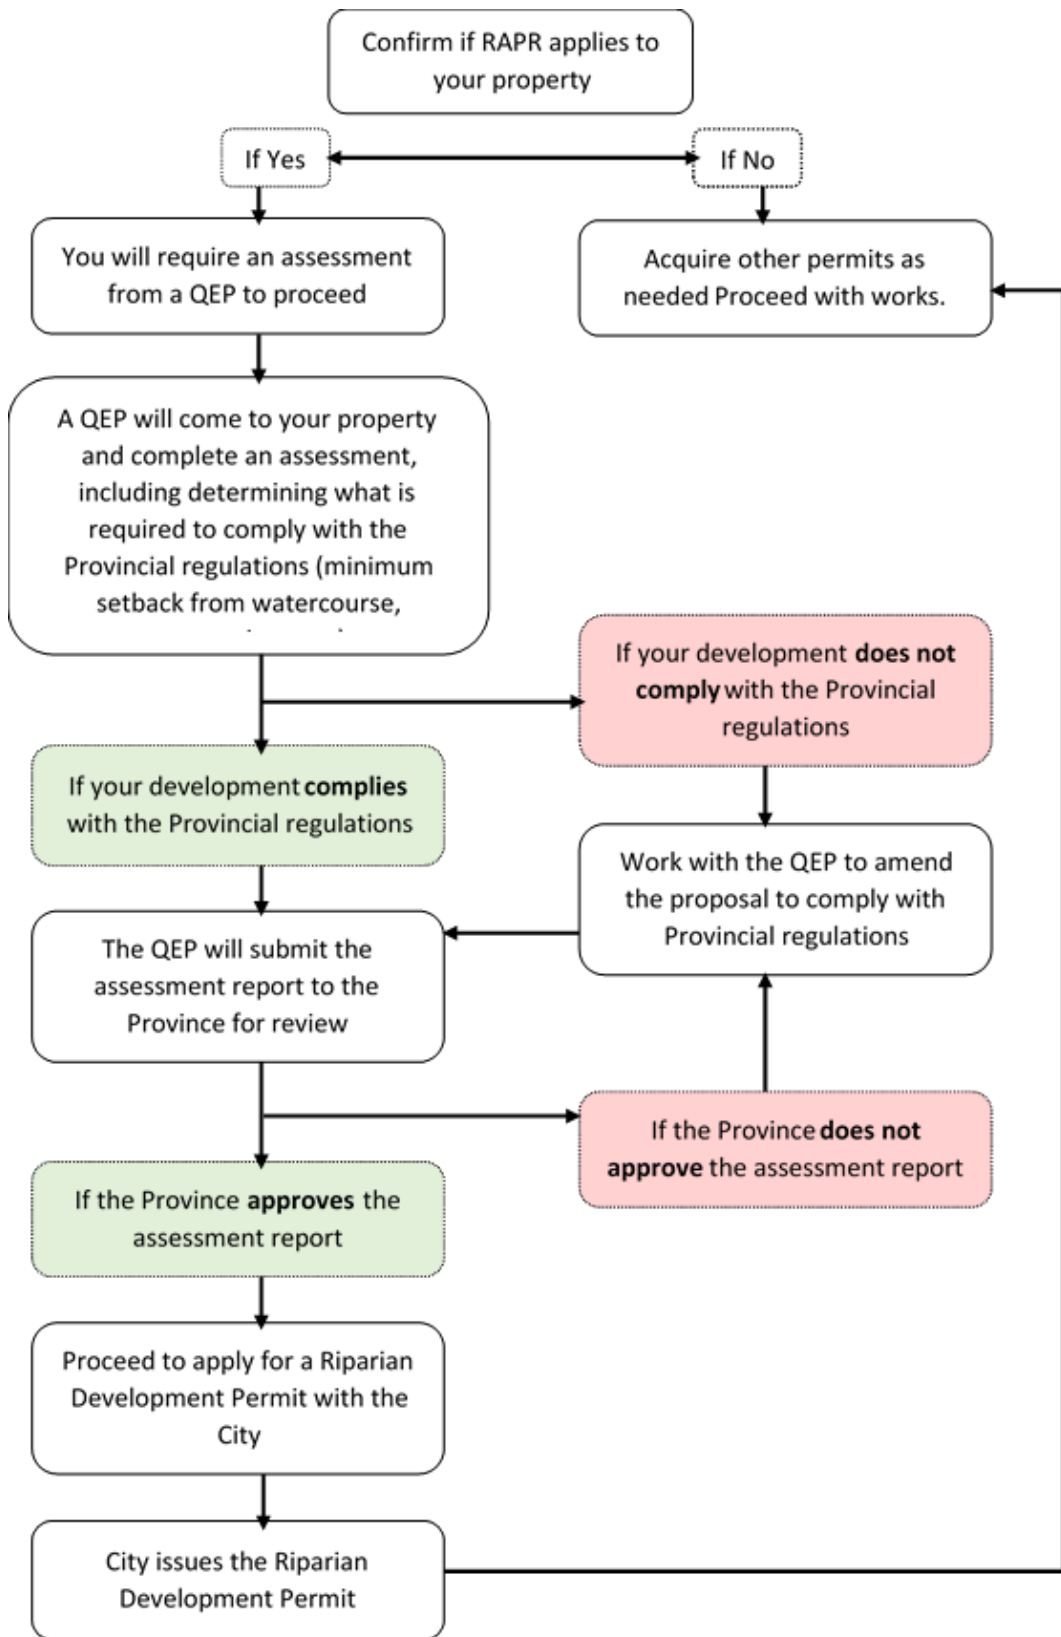 Confirm if RAPR applies to
your property
If Yes
If No
You will require an assessment
from a QEP to proceed
Acquire other permits as
needed Proceed with works.
A QEP will come to your property
and complete an assessment,
including determining what is
required to comply with the
Provincial regulations (minimum
setback from watercourse,
If your development does not
comply with the Provincial
regulations
If your development complies
with the Provincial regulations
Work with the QEP to amend
the proposal to comply with
Provincial regulations
The QEP will submit the
assessment report to the
Province for review
If the Province does not
approve the assessment report
If the Province approves the
assessment report
Proceed to apply for a Riparian
Development Permit with the
City
City issues the Riparian
Development Permit